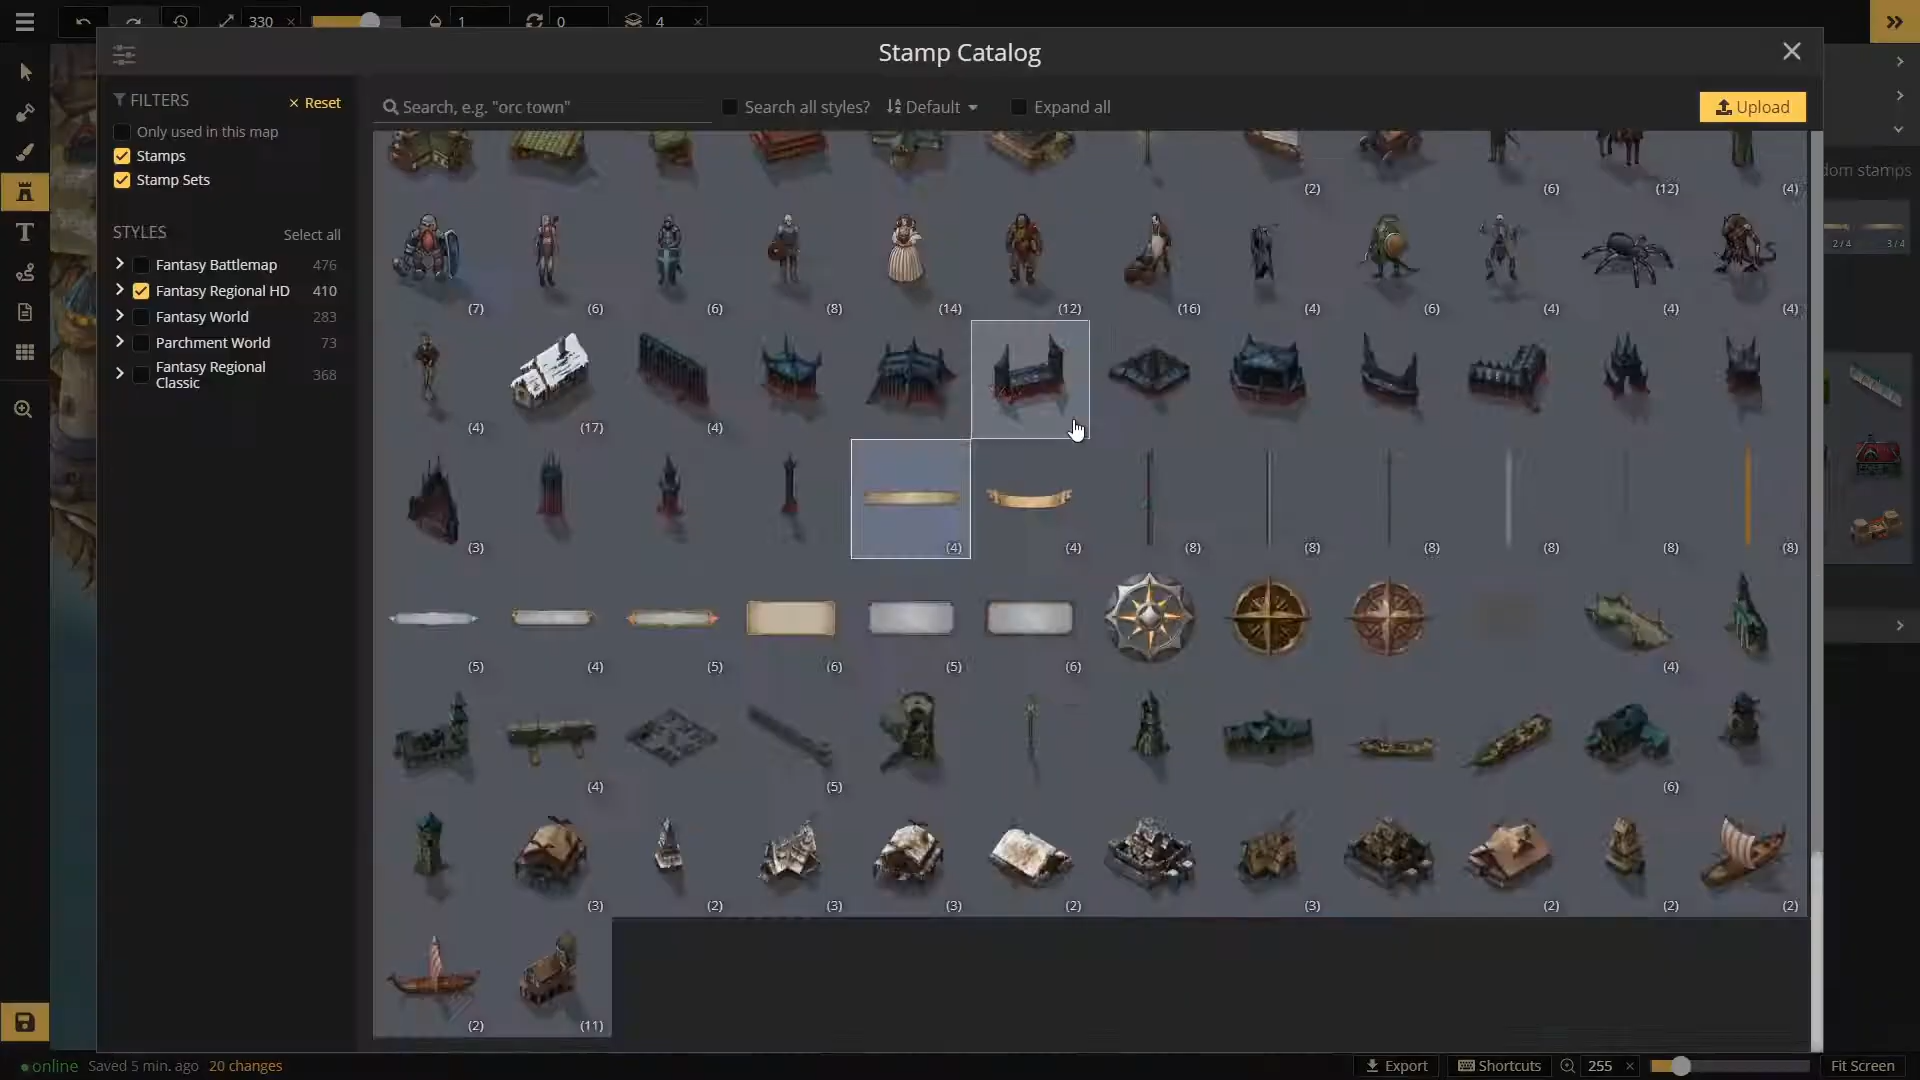 330 × 1 0 4 ×
Stamp Catalog
FILTERS × Reset
Only used in this map
Stamps
Stamp Sets
STYLES Select all
Fantasy Battlemap 476
Fantasy Regional HD 410
Fantasy World 283
Parchment World 73
Fantasy Regional Classic 368
Search, e.g. "orc town" Search all styles? Default Expand all Upload
(2) (6) (12) (4)
dom stamps
2/4 3/4
(7) (6) (6) (8) (14) (12) (16) (4) (6) (4) (4) (4)
(4) (17) (4)
(3) (4) (4) (8) (8) (8) (8) (8) (8)
(5) (4) (5) (6) (5) (6) (4)
(4) (5) (6)
(3) (2) (3) (3) (2) (3) (2) (2) (2)
(2) (11)
online Saved 5 min. ago 20 changes Export Shortcuts 255 × Fit Screen